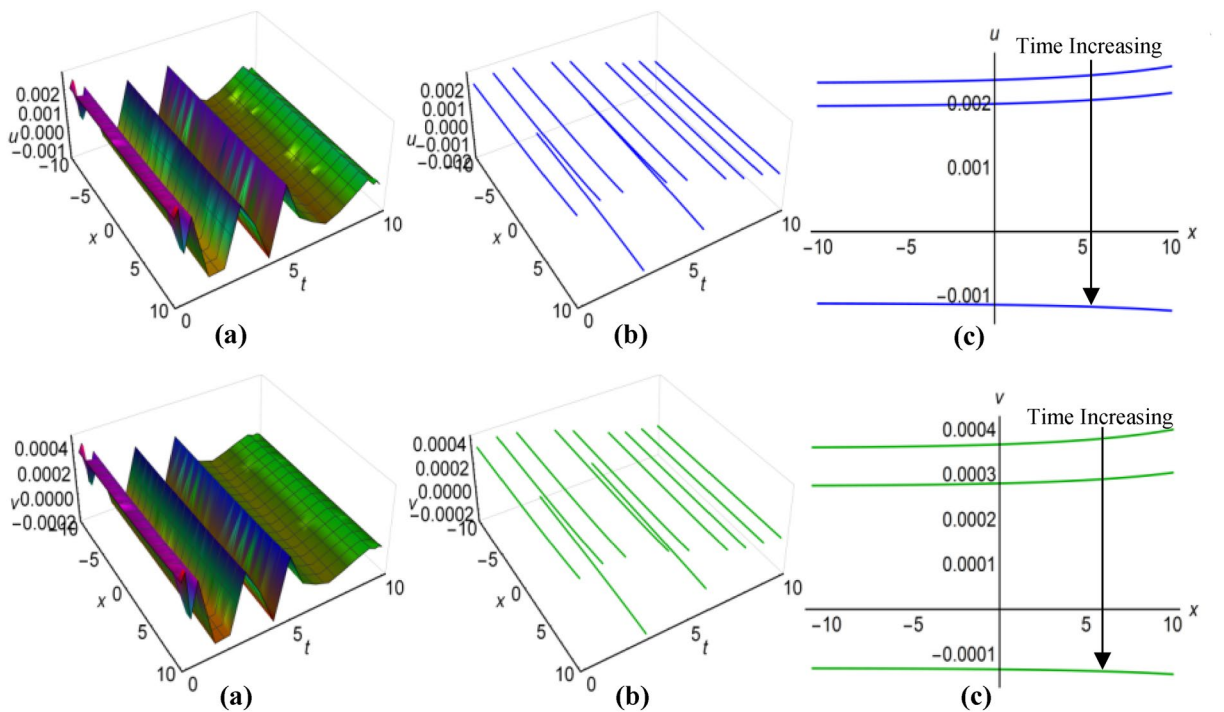 0.002
0.001
0.000
-0.001
u
-10
-5
x
0
5
10
0
5
t
10
(a)
0.002
0.001
0.000
-0.001
-0.002
u
-10
-5
x
0
5
10
0
5
t
10
(b)
u
Time Increasing
0.002
0.001
-10
-5
5
10
x
-0.001
(c)
0.0004
0.0002
0.0000
-0.0002
v
-10
-5
x
0
5
10
0
5
t
10
(a)
0.0004
0.0002
0.0000
-0.0002
v
-10
-5
x
0
5
10
0
5
t
10
(b)
v
Time Increasing
0.0004
0.0003
0.0002
0.0001
-10
-5
5
10
x
-0.0001
(c)